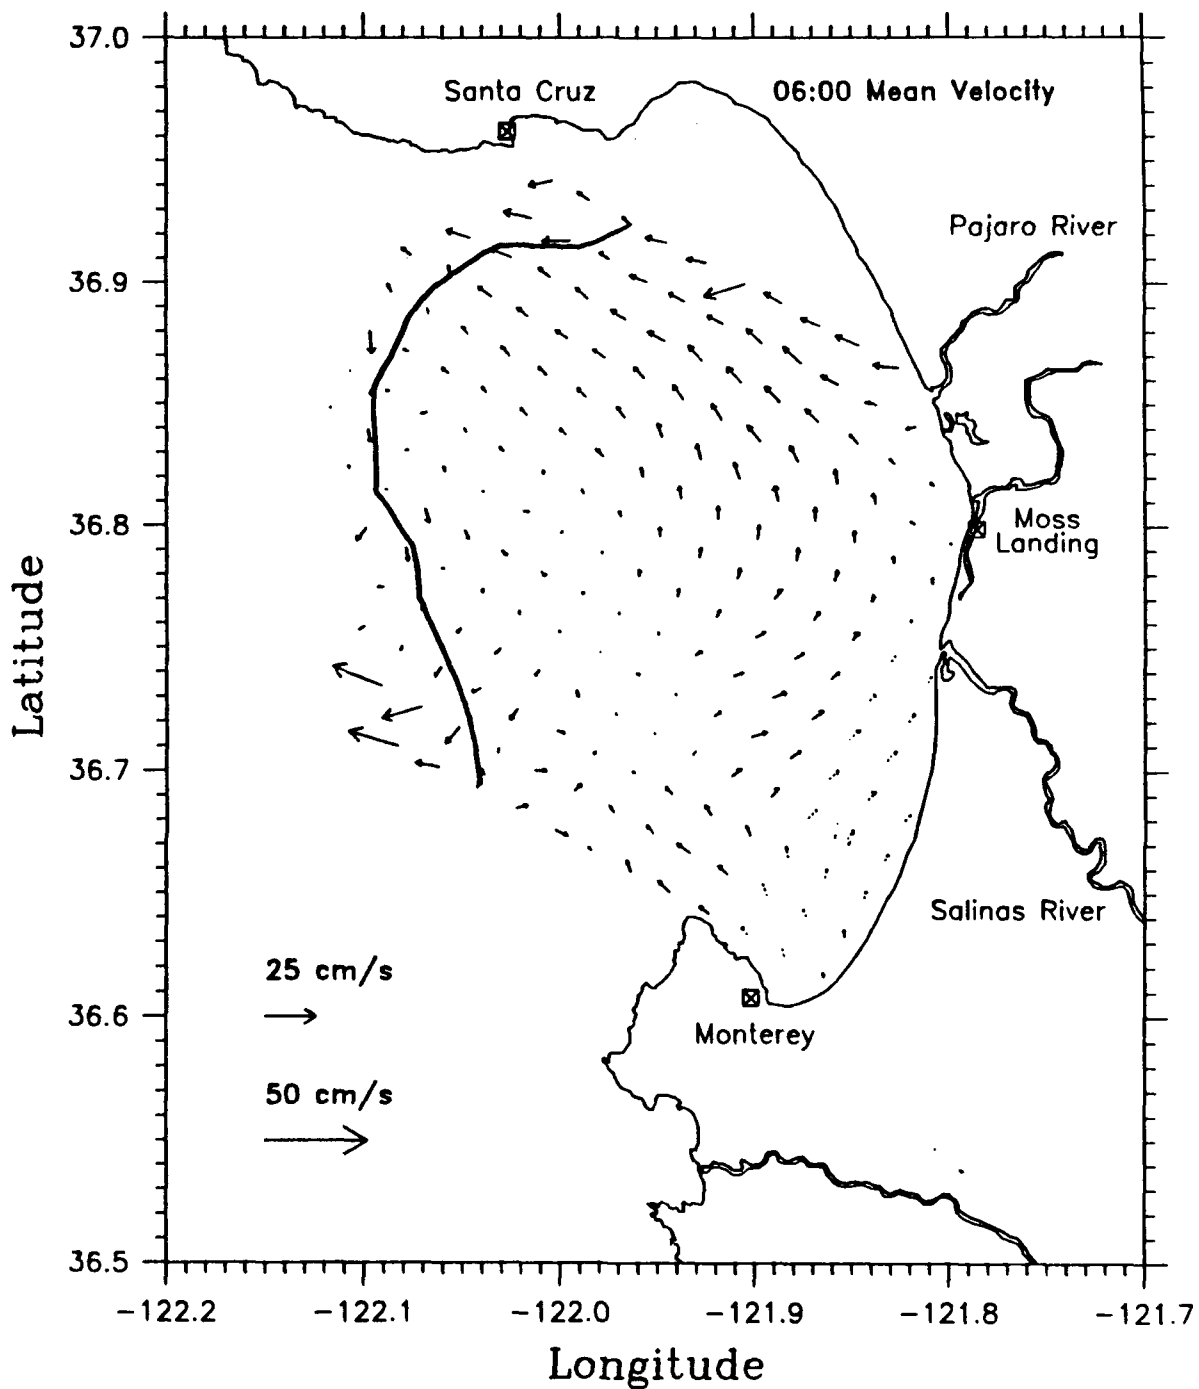 37.0
Santa Cruz
06:00 Mean Velocity
Pajaro River
36.9
36.8
Moss
Landing
Latitude
36.7
Salinas River
25 cm/s
36.6
Monterey
50 cm/s
36.5
-122.2
-122.1
-122.0
-121.9
-121.8
-121.7
Longitude